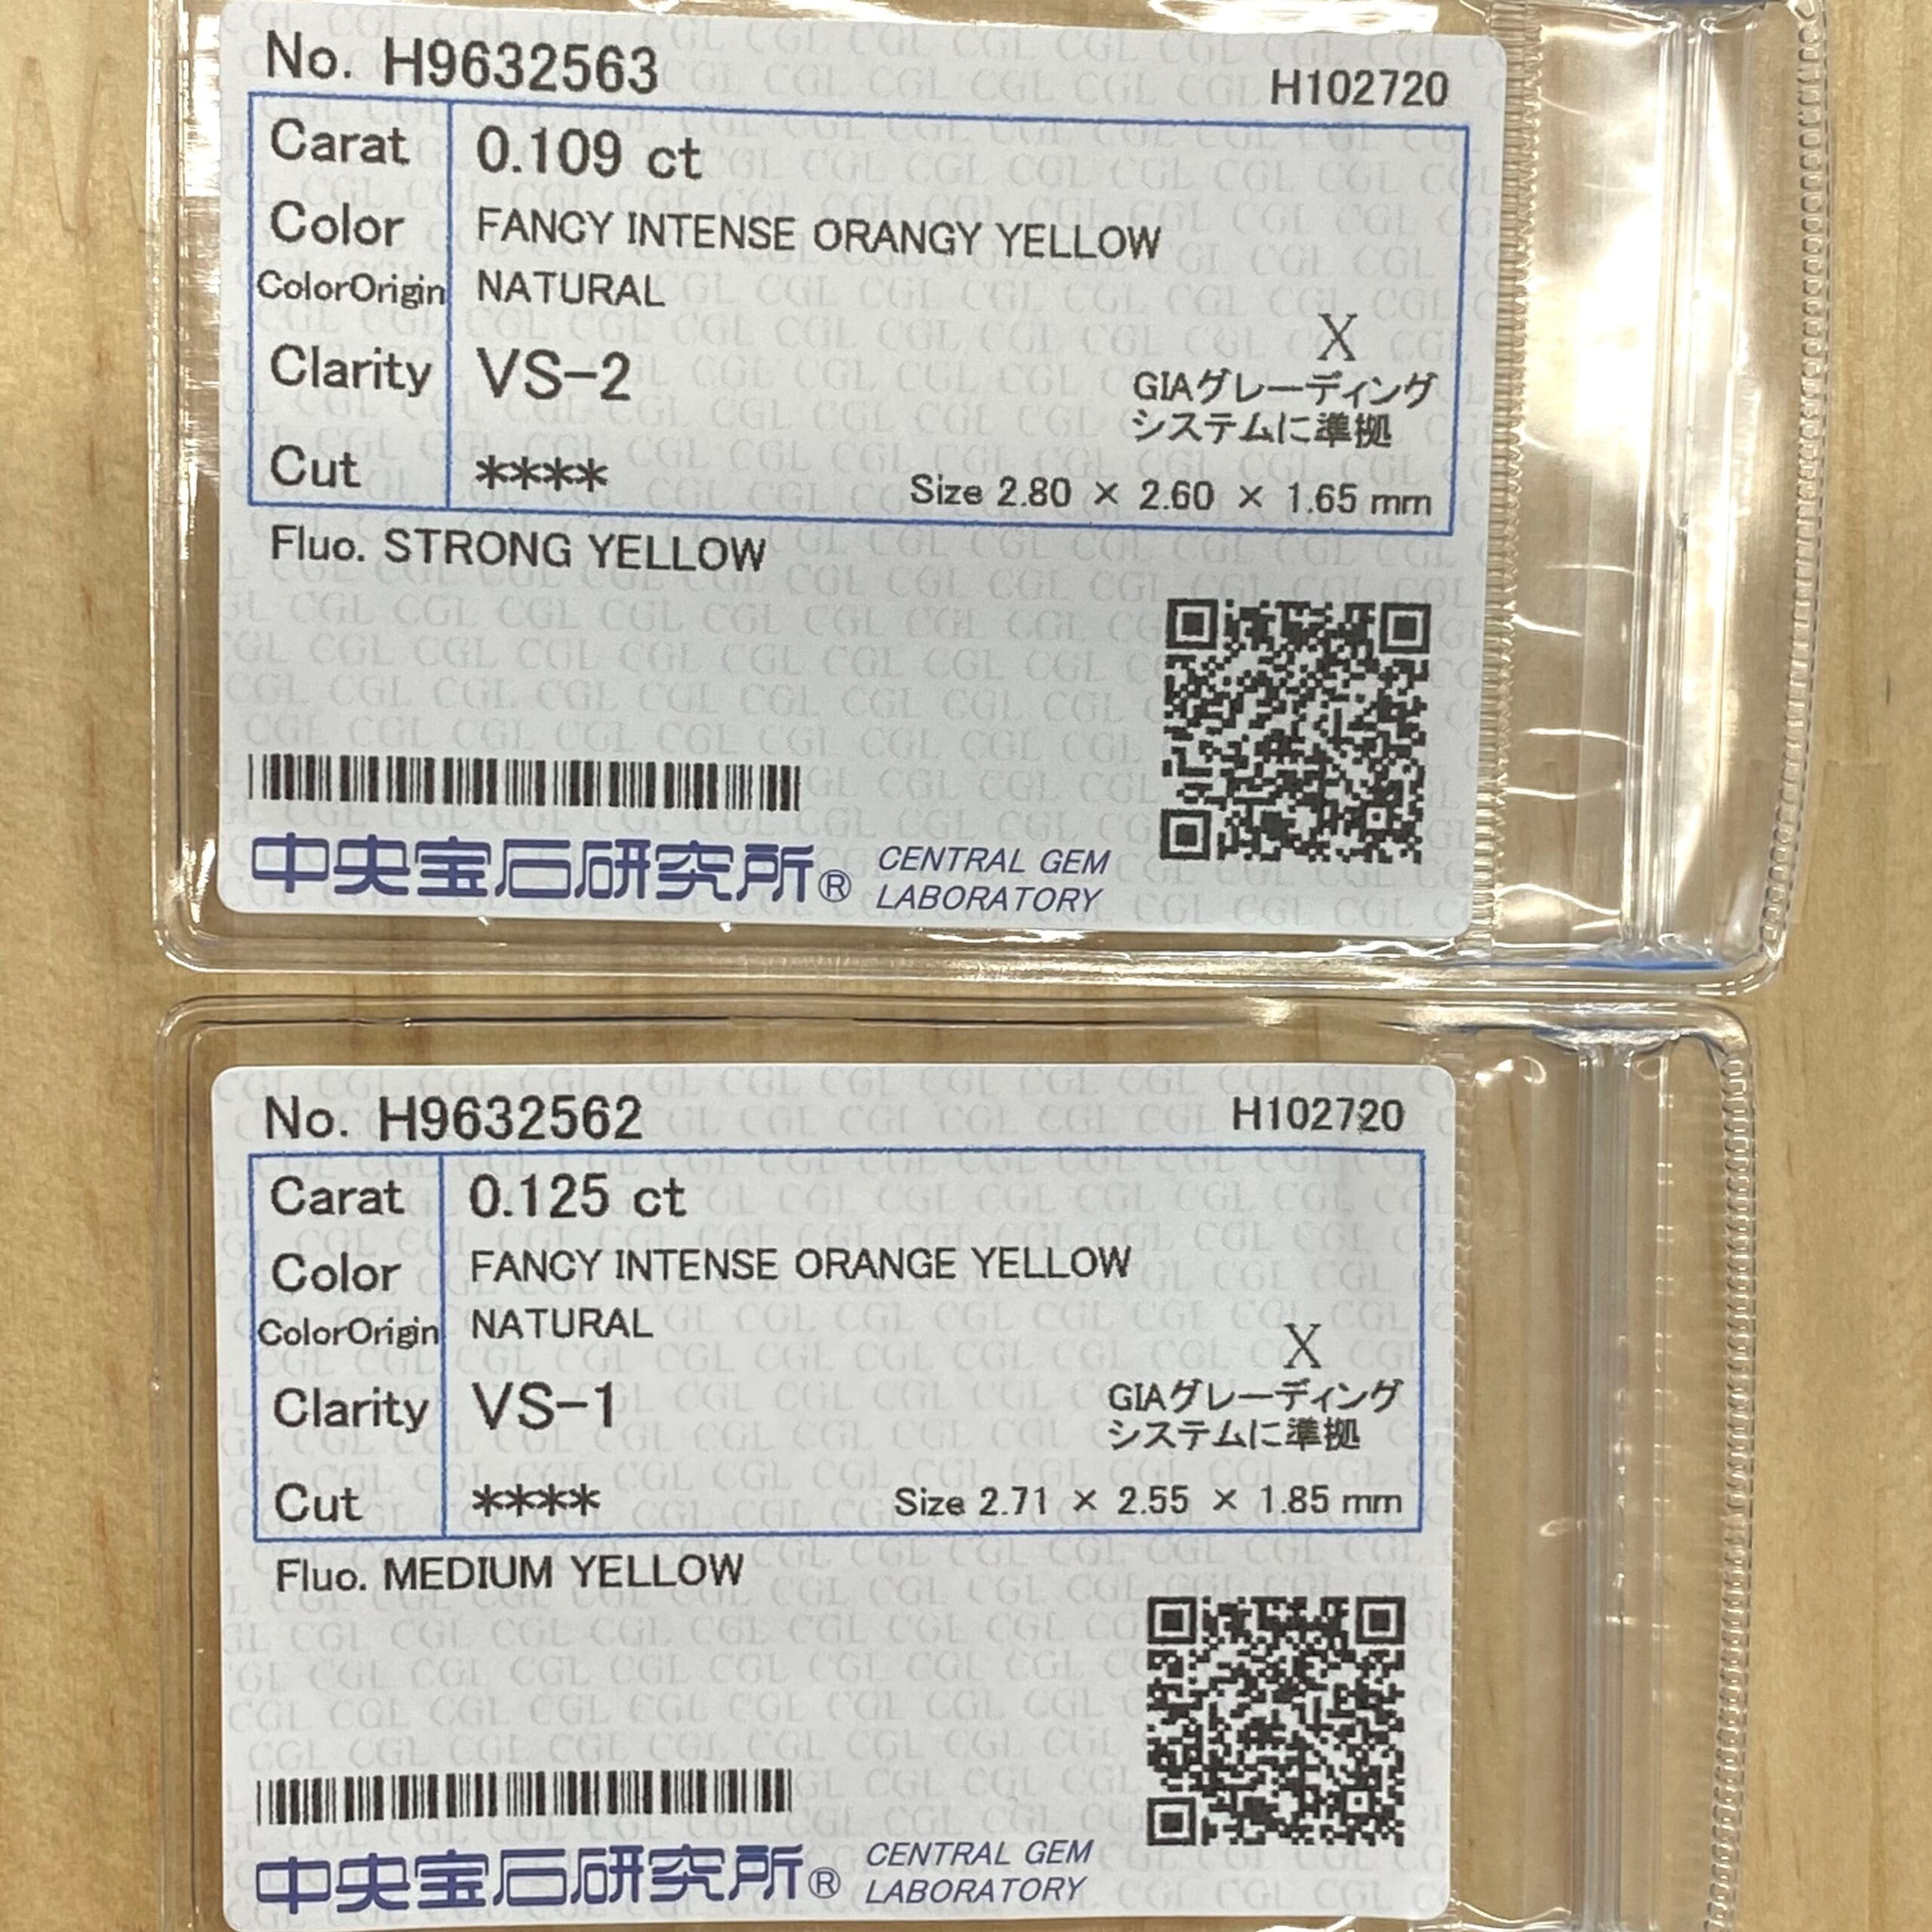 No. H9632563 H102720
Carat 0.109 ct
Color FANCY INTENSE ORANGY YELLOW
ColorOrigin NATURAL
X
Clarity VS-2 GIAグレーディング
システムに準拠
Cut ****
Size 2.80 × 2.60 × 1.65 mm
Fluo. STRONG YELLOW
中央宝石研究所® CENTRAL GEM
LABORATORY
No. H9632562 H102720
Carat 0.125 ct
Color FANCY INTENSE ORANGE YELLOW
ColorOrigin NATURAL
X
Clarity VS-1 GIAグレーディング
システムに準拠
Cut ****
Size 2.71 × 2.55 × 1.85 mm
Fluo. MEDIUM YELLOW
中央宝石研究所® CENTRAL GEM
LABORATORY